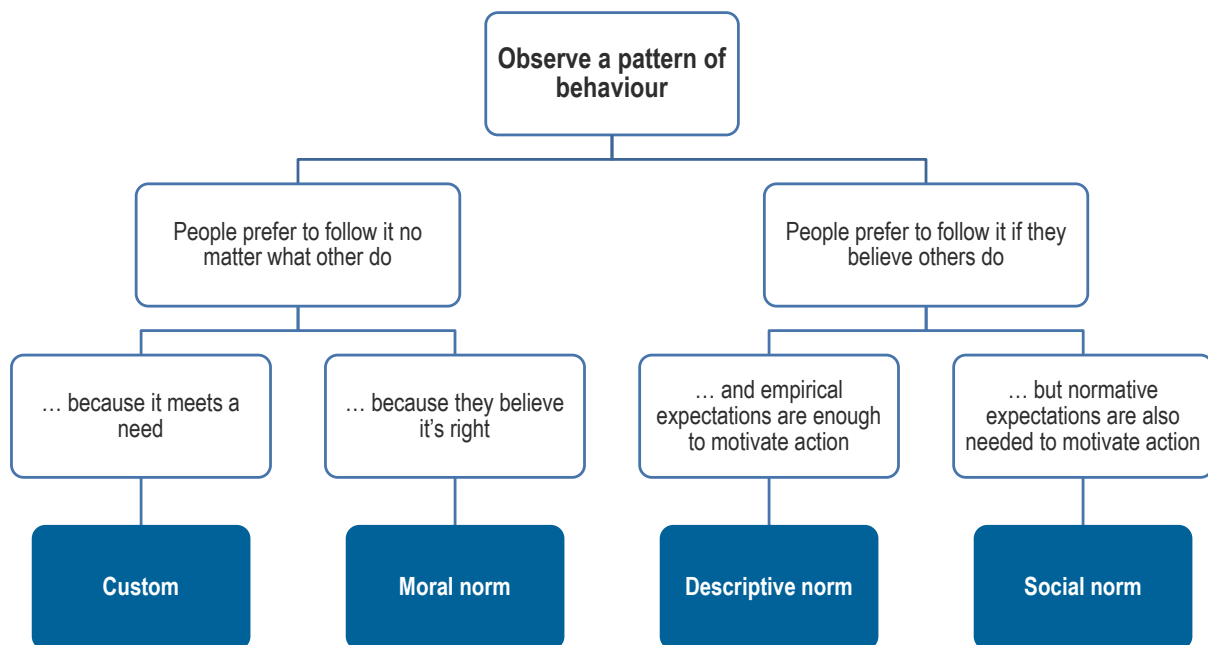 Observe a pattern of
behaviour
People prefer to follow it no
matter what other do
People prefer to follow it if they
believe others do
… because it meets a
need
… because they believe
it’s right
… and empirical
expectations are enough
to motivate action
… but normative
expectations are also
needed to motivate action
Custom
Moral norm
Descriptive norm
Social norm